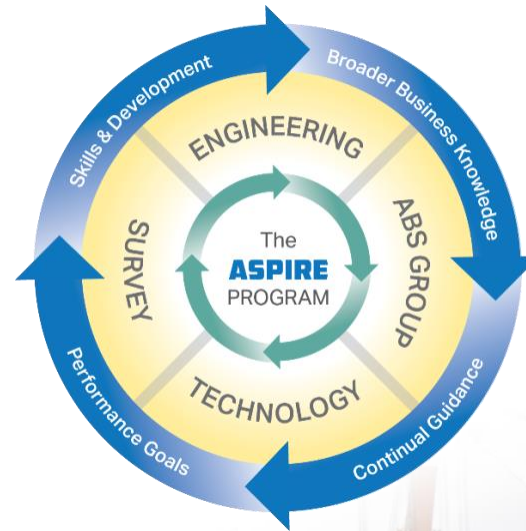 Skills & Development
Broader Business Knowledge
ENGINEERING
ABS GROUP
SURVEY
The
ASPIRE
PROGRAM
TECHNOLOGY
Performance Goals
Continual Guidance